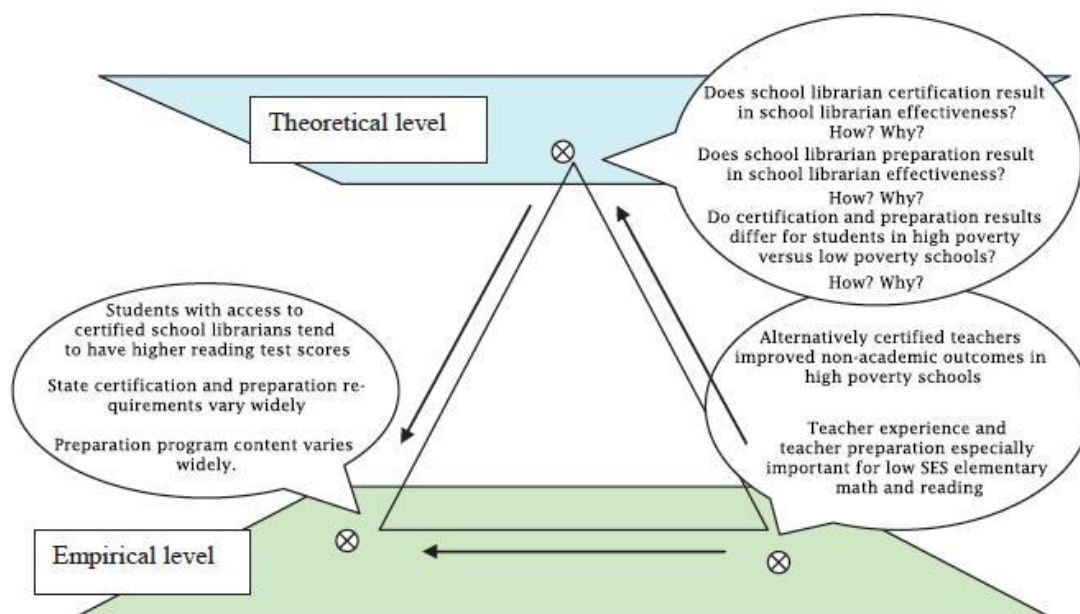 Theoretical level
Does school librarian certification result
in school librarian effectiveness?
How? Why?
Does school librarian preparation result
in school librarian effectiveness?
How? Why?
Do certification and preparation results
differ for students in high poverty
versus low poverty schools?
How? Why?
Students with access to
certified school librarians tend
to have higher reading test scores
State certification and preparation re-
quirements vary widely
Preparation program content varies
widely.
Alternatively certified teachers
improved non-academic outcomes in
high poverty schools
Teacher experience and
teacher preparation especially
important for low SES elementary
math and reading
Empirical level